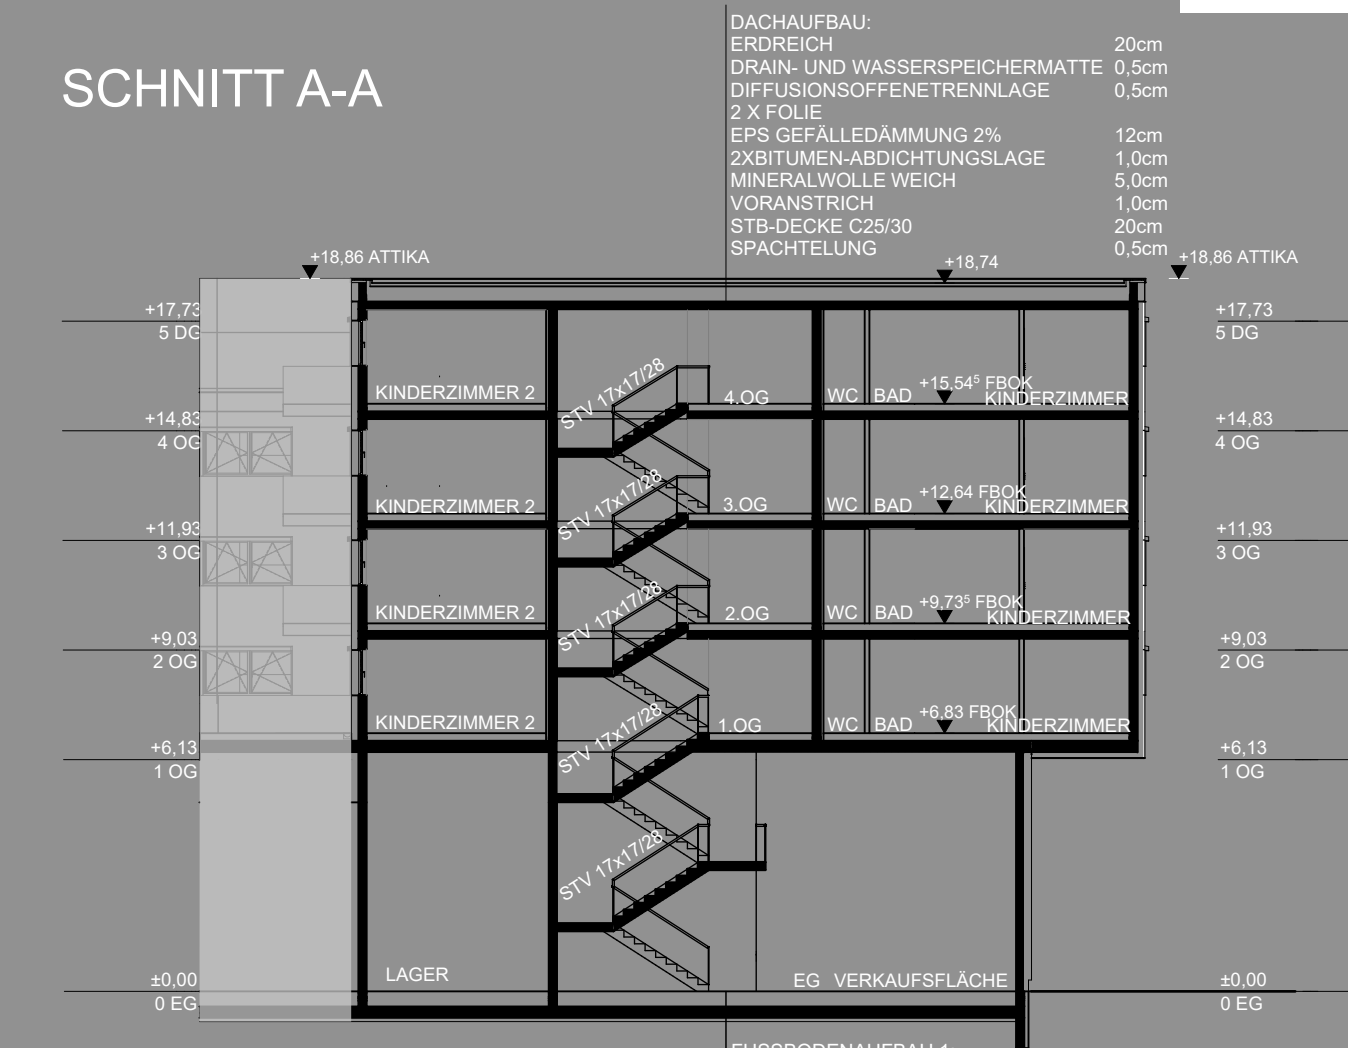 SCHNITT A-A
DACHAUFBAU:
ERDREICH 20cm
DRAIN- UND WASSERSPEICHERMATTE 0,5cm
DIFFUSIONSOFFENETRENNLAGE 0,5cm
2 X FOLIE
EPS GEFÄLLEDÄMMUNG 2% 12cm
2XBITUMEN-ABDICHTUNGSLAGE 1,0cm
MINERALWOLLE WEICH 5,0cm
VORANSTRICH 1,0cm
STB-DECKE C25/30 20cm
SPACHTELUNG 0,5cm
+18,86 ATTIKA
+18,74
+18,86 ATTIKA
+17,73
5 DG
+17,73
5 DG
STV 17x17/28
KINDERZIMMER 2
4.OG
WC
BAD
+15,54⁵ FBOK
KINDERZIMMER
+14,83
4 OG
+14,83
4 OG
STV 17x17/28
KINDERZIMMER 2
3.OG
WC
BAD
+12,64 FBOK
KINDERZIMMER
+11,93
3 OG
+11,93
3 OG
STV 17x17/28
KINDERZIMMER 2
2.OG
WC
BAD
+9,73⁵ FBOK
KINDERZIMMER
+9,03
2 OG
+9,03
2 OG
STV 17x17/28
KINDERZIMMER 2
1.OG
WC
BAD
+6,83 FBOK
KINDERZIMMER
+6,13
1 OG
+6,13
1 OG
STV 17x17/28
LAGER
EG VERKAUFSFLÄCHE
±0,00
0 EG
±0,00
0 EG
FUSSBODENAUFBAU 1: